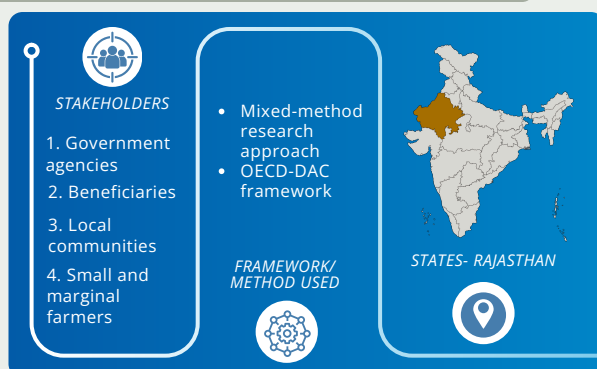 STAKEHOLDERS
1. Government
agencies
2. Beneficiaries
3. Local
communities
4. Small and
marginal
farmers
• Mixed-method
research
approach
• OECD-DAC
framework
FRAMEWORK/
METHOD USED
STATES- RAJASTHAN